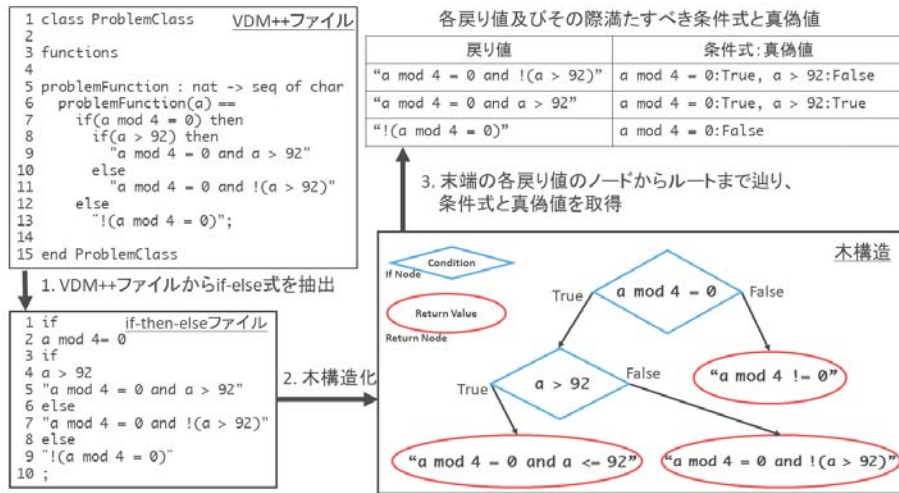 VDM++ファイル
1 class ProblemClass
2
3 functions
4
5 problemFunction : nat -> seq of char
6 problemFunction(a) ==
7 if(a mod 4 = 0) then
8 if(a > 92) then
9 "a mod 4 = 0 and a > 92"
10 else
11 "a mod 4 = 0 and !(a > 92)"
12 else
13 "!(a mod 4 = 0)";
14
15 end ProblemClass
各戻り値及びその際満たすべき条件式と真偽値
戻り値 条件式:真偽値
“a mod 4 = 0 and !(a > 92)” a mod 4 = 0:True, a > 92:False
“a mod 4 = 0 and a > 92” a mod 4 = 0:True, a > 92:True
“!(a mod 4 = 0)” a mod 4 = 0:False
1. VDM++ファイルからif-else式を抽出
3. 末端の各戻り値のノードからルートまで辿り、
条件式と真偽値を取得
if-then-elseファイル
1 if
2 a mod 4= 0
3 if
4 a > 92
5 "a mod 4 = 0 and a > 92"
6 else
7 "a mod 4 = 0 and !(a > 92)"
8 else
9 "!(a mod 4 = 0)"
10 ;
2. 木構造化
木構造
Condition
If Node
Return Value
Return Node
a mod 4 = 0
True
False
a > 92
True
False
“a mod 4 != 0”
“a mod 4 = 0 and a <= 92”
“a mod 4 = 0 and !(a > 92)”